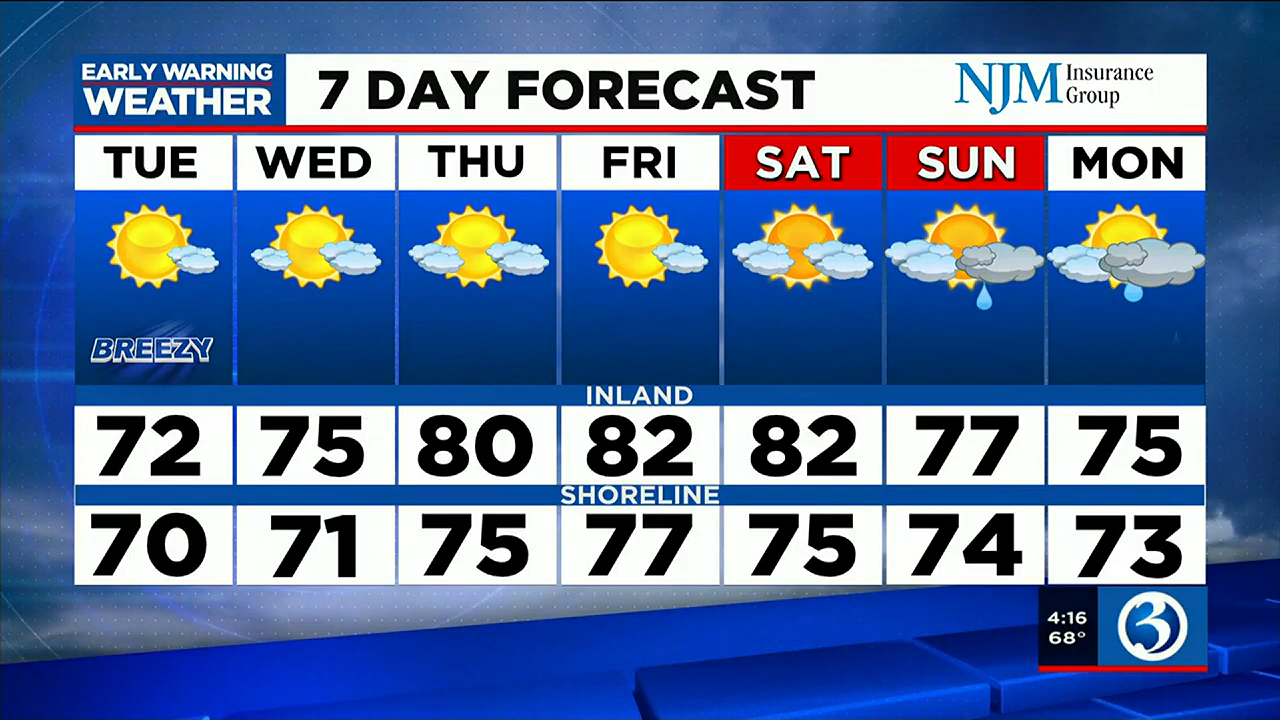 EARLY WARNING
WEATHER
7 DAY FORECAST
NJM Insurance
Group
TUE WED THU FRI SAT SUN MON
BREEZY
INLAND
72 75 80 82 82 77 75
SHORELINE
70 71 75 77 75 74 73
4:16
68°
3